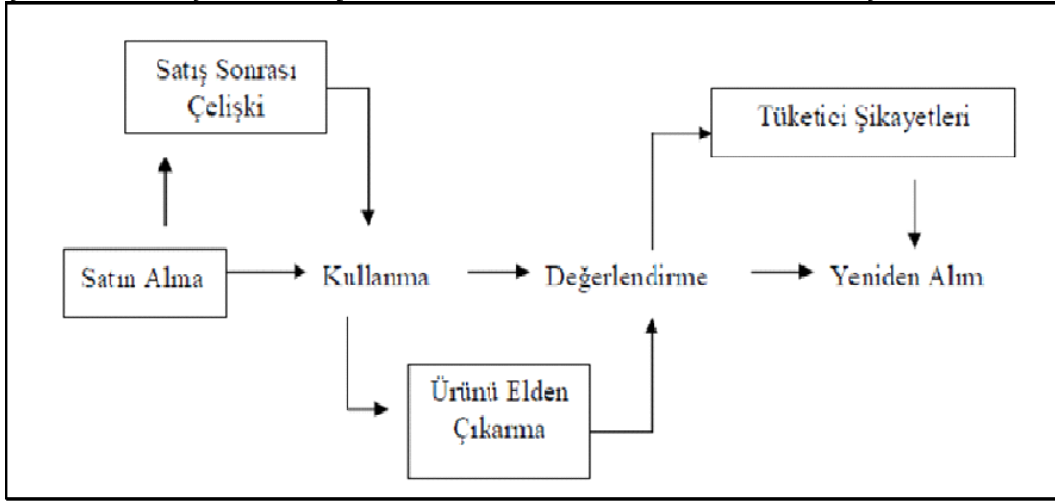 Satış Sonrası
Çelişki
Tüketici Şikayetleri
Satın Alma
Kullanma
Değerlendirme
Yeniden Alım
Ürünü Elden
Çıkarma